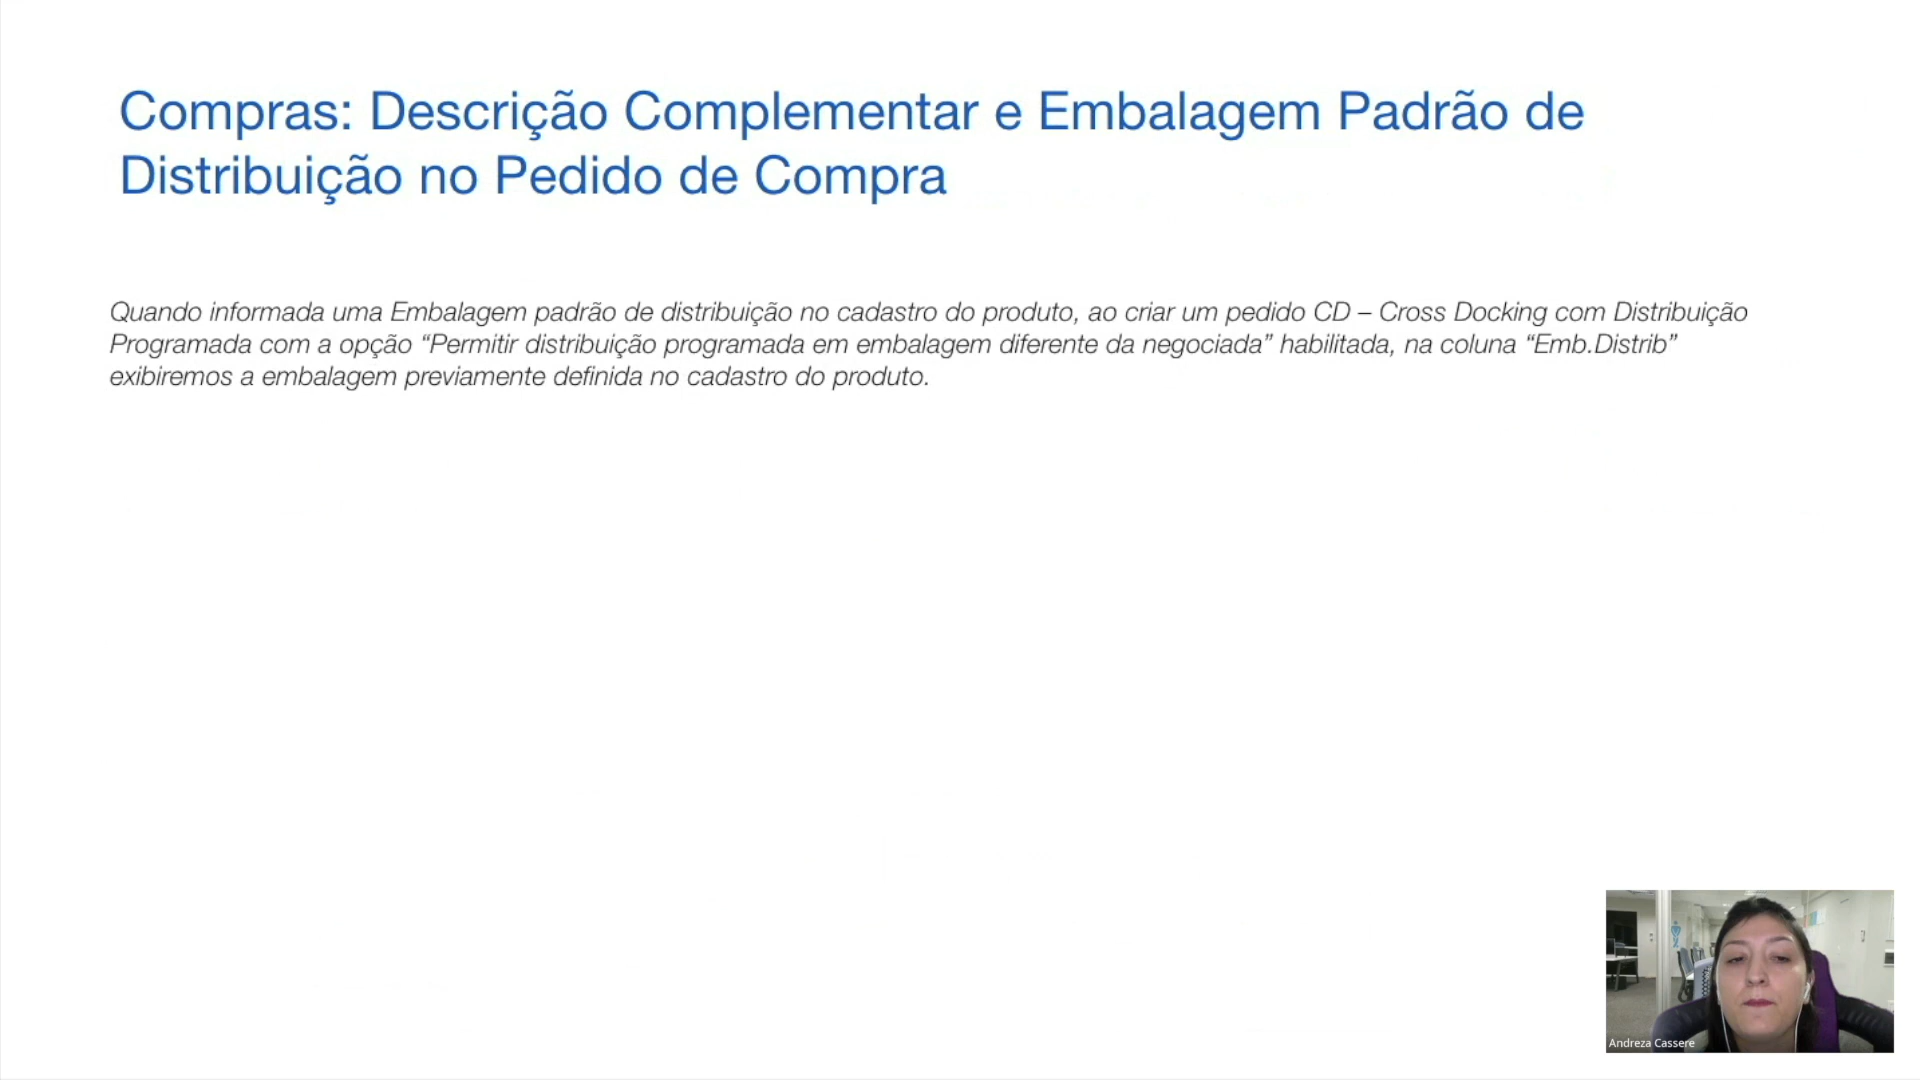 Compras: Descrição Complementar e Embalagem Padrão de
Distribuição no Pedido de Compra
Quando informada uma Embalagem padrão de distribuição no cadastro do produto, ao criar um pedido CD – Cross Docking com Distribuição
Programada com a opção “Permitir distribuição programada em embalagem diferente da negociada” habilitada, na coluna “Emb.Distrib”
exibiremos a embalagem previamente definida no cadastro do produto.
Andreza Cassere